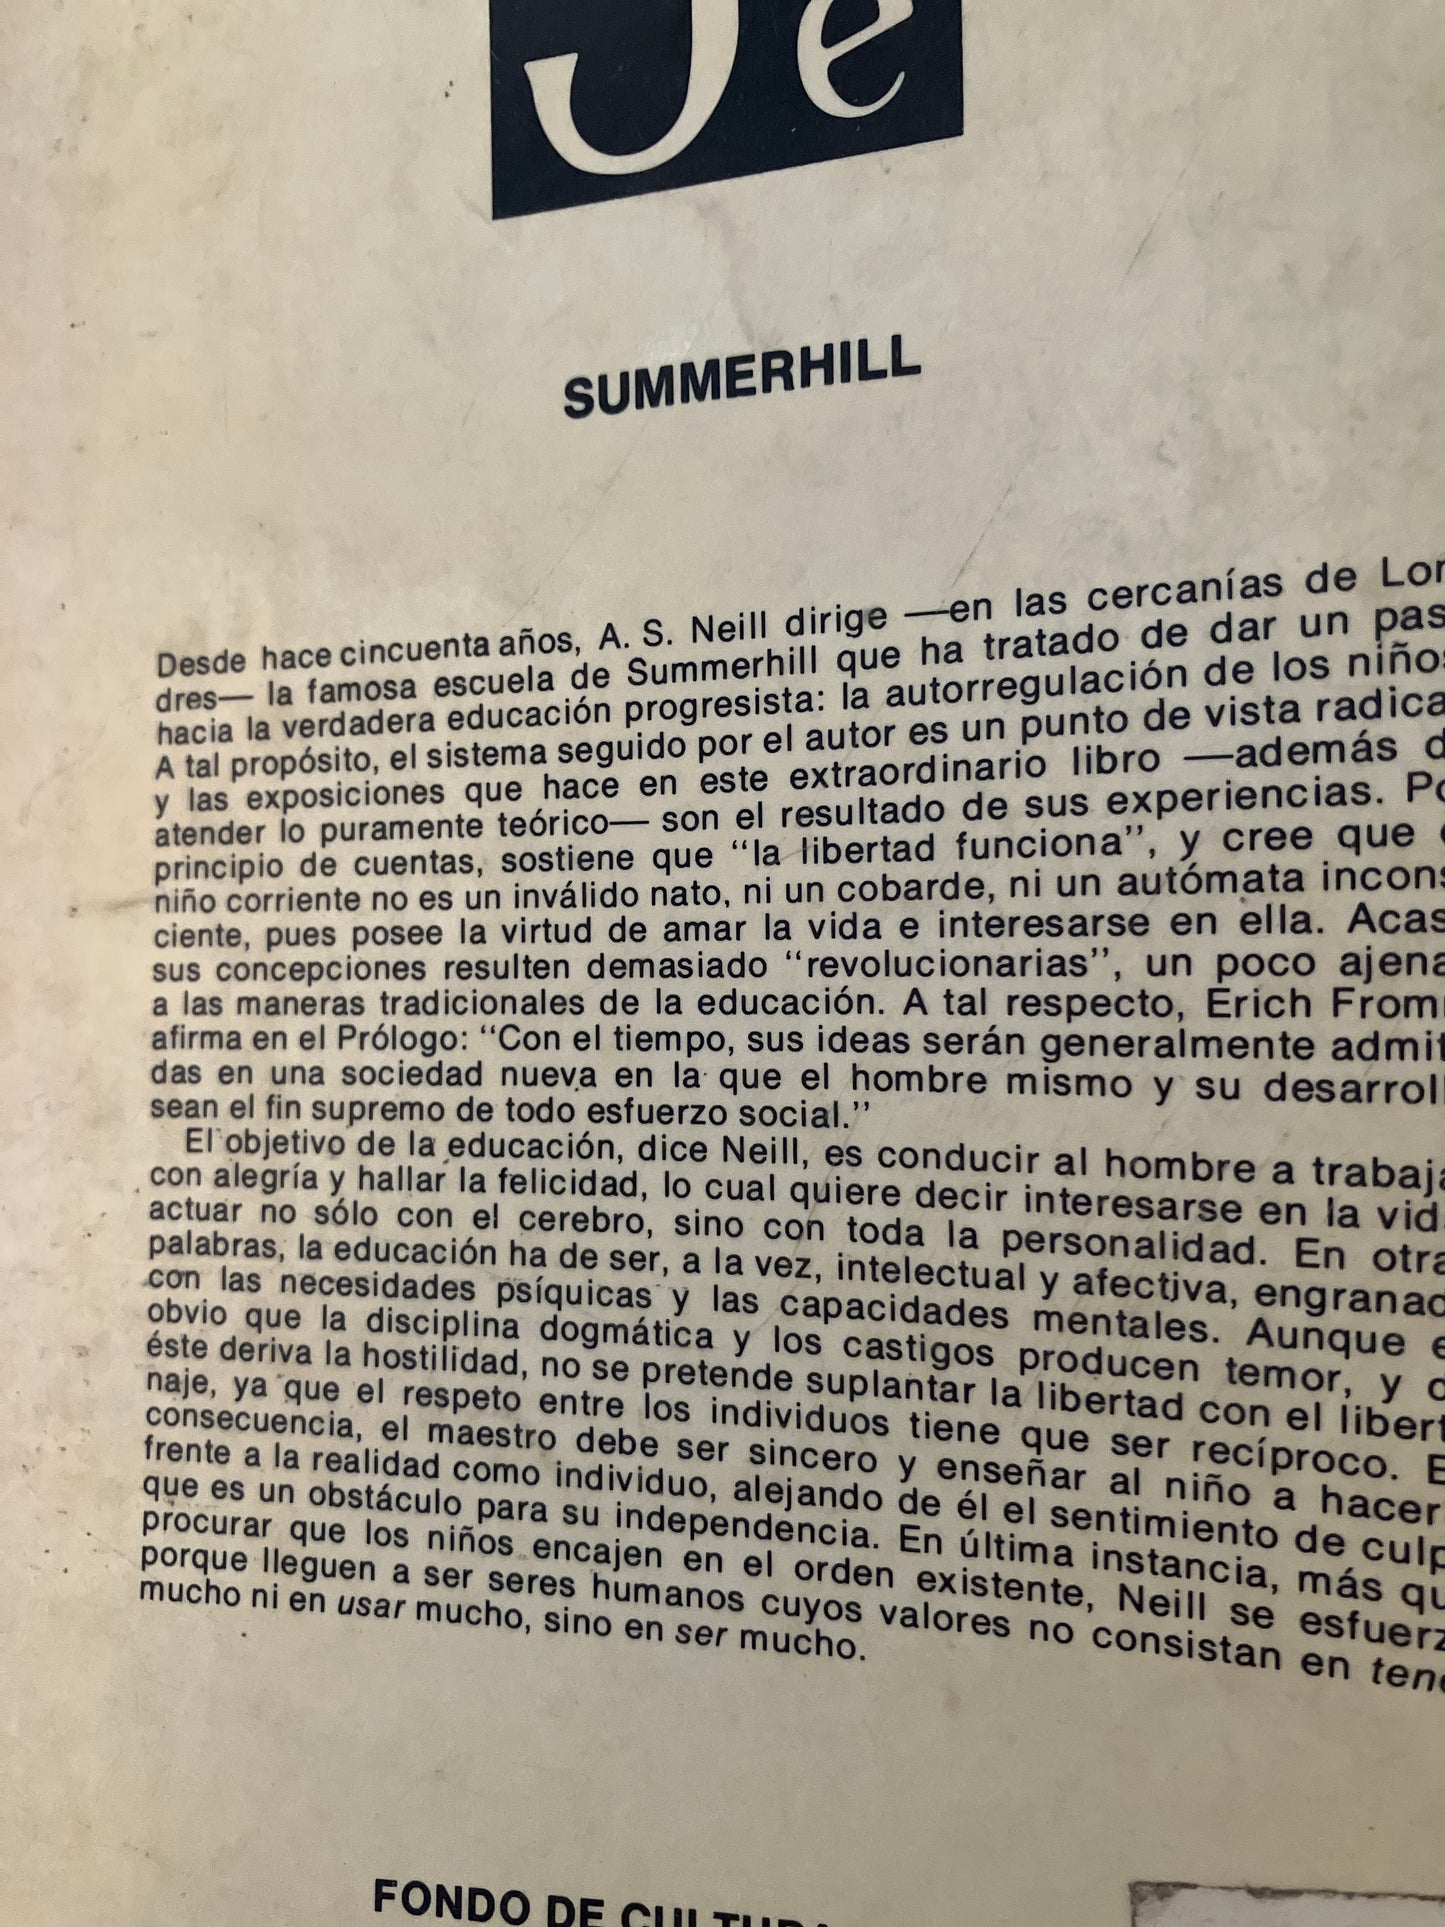 fe
SUMMERHILL
Desde hace cincuenta años, A. S. Neill dirige —en las cercanías de Lon
dres— la famosa escuela de Summerhill que ha tratado de dar un pas
hacia la verdadera educación progresista: la autorregulación de los niños
A tal propósito, el sistema seguido por el autor es un punto de vista radica
y las exposiciones que hace en este extraordinario libro —además d
atender lo puramente teórico— son el resultado de sus experiencias. Po
principio de cuentas, sostiene que “la libertad funciona”, y cree que
niño corriente no es un inválido nato, ni un cobarde, ni un autómata incons
ciente, pues posee la virtud de amar la vida e interesarse en ella. Acas
sus concepciones resulten demasiado “revolucionarias”, un poco ajena
a las maneras tradicionales de la educación. A tal respecto, Erich From
afirma en el Prólogo: “Con el tiempo, sus ideas serán generalmente admit
das en una sociedad nueva en la que el hombre mismo y su desarroll
sean el fin supremo de todo esfuerzo social.”
El objetivo de la educación, dice Neill, es conducir al hombre a trabaja
con alegría y hallar la felicidad, lo cual quiere decir interesarse en la vid
actuar no sólo con el cerebro, sino con toda la personalidad. En otra
palabras, la educación ha de ser, a la vez, intelectual y afectiva, engranad
con las necesidades psíquicas y las capacidades mentales. Aunque e
obvio que la disciplina dogmática y los castigos producen temor, y d
éste deriva la hostilidad, no se pretende suplantar la libertad con el libert
naje, ya que el respeto entre los individuos tiene que ser recíproco. E
consecuencia, el maestro debe ser sincero y enseñar al niño a hacer
frente a la realidad como individuo, alejando de él el sentimiento de culp
que es un obstáculo para su independencia. En última instancia, más qu
procurar que los niños encajen en el orden existente, Neill se esfuerz
porque lleguen a ser seres humanos cuyos valores no consistan en tene
mucho ni en usar mucho, sino en ser mucho.
FONDO DE CULTURA